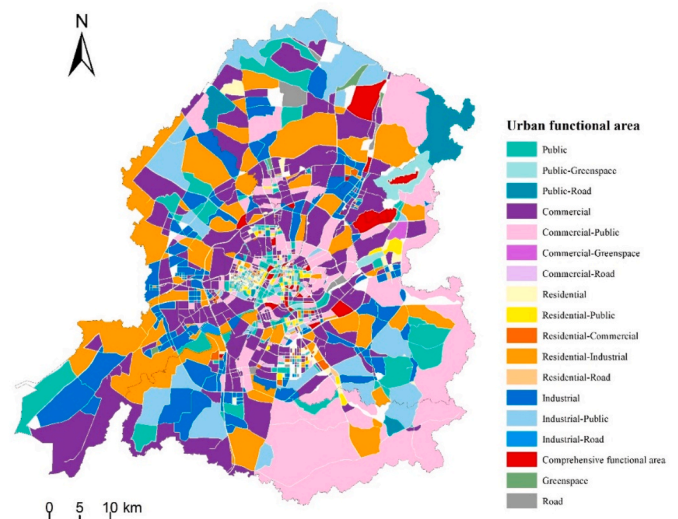 N
Urban functional area
Public
Public-Greenspace
Public-Road
Commercial
Commercial-Public
Commercial-Greenspace
Commercial-Road
Residential
Residential-Public
Residential-Commercial
Residential-Industrial
Residential-Road
Industrial
Industrial-Public
Industrial-Road
Comprehensive functional area
Greenspace
Road
0 5 10 km